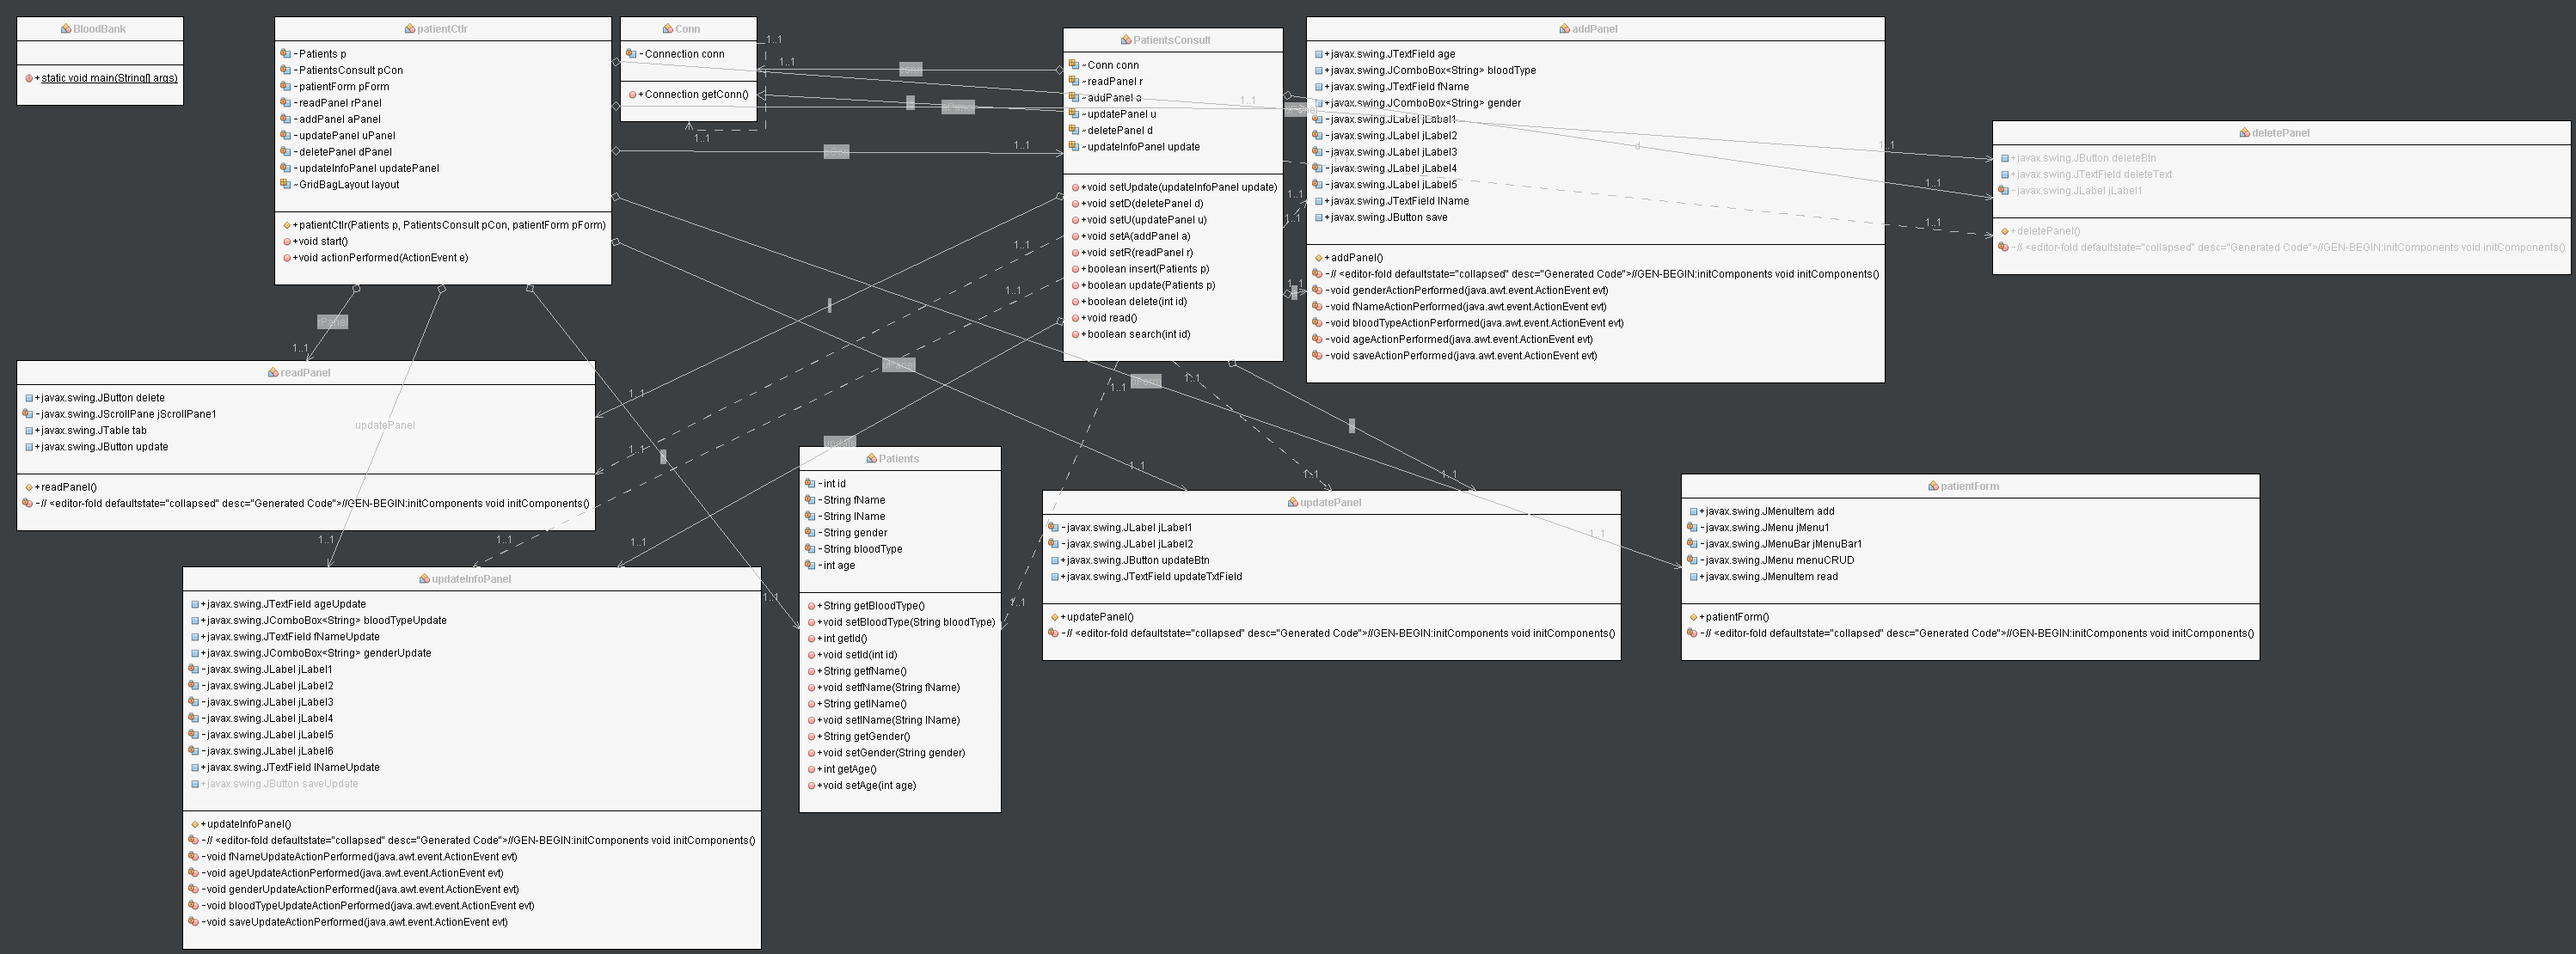 BloodBank
+static void main(String[] args)
patientCtlr
-Patients p
-PatientsConsult pCon
-patientForm pForm
-readPanel rPanel
-addPanel aPanel
-updatePanel uPanel
-deletePanel dPanel
-updateInfoPanel updatePanel
~GridBagLayout layout
+patientCtlr(Patients p, PatientsConsult pCon, patientForm pForm)
+void start()
+void actionPerformed(ActionEvent e)
Conn
-Connection conn
+Connection getConn()
1..1
1..1
1..1
pCon
1..1
PatientsConsult
~Conn conn
~readPanel r
~addPanel a
~updatePanel u
~deletePanel d
~updateInfoPanel update
+void setUpdate(updateInfoPanel update)
+void setD(deletePanel d)
+void setU(updatePanel u)
+void setA(addPanel a)
+void setR(readPanel r)
+boolean insert(Patients p)
+boolean update(Patients p)
+boolean delete(int id)
+void read()
+boolean search(int id)
1..1
1..1
1..1
1..1
1..1
addPanel
+javax.swing.JTextField age
+javax.swing.JComboBox<String> bloodType
+javax.swing.JTextField fName
+javax.swing.JComboBox<String> gender
-javax.swing.JLabel jLabel1
-javax.swing.JLabel jLabel2
-javax.swing.JLabel jLabel3
-javax.swing.JLabel jLabel4
-javax.swing.JLabel jLabel5
+javax.swing.JTextField lName
+javax.swing.JButton save
+addPanel()
-// <editor-fold defaultstate="collapsed" desc="Generated Code">//GEN-BEGIN:initComponents void initComponents()
-void genderActionPerformed(java.awt.event.ActionEvent evt)
-void fNameActionPerformed(java.awt.event.ActionEvent evt)
-void bloodTypeActionPerformed(java.awt.event.ActionEvent evt)
-void ageActionPerformed(java.awt.event.ActionEvent evt)
-void saveActionPerformed(java.awt.event.ActionEvent evt)
d
1..1
1..1
1..1
deletePanel
+javax.swing.JButton deleteBtn
+javax.swing.JTextField deleteText
-javax.swing.JLabel jLabel1
+deletePanel()
-// <editor-fold defaultstate="collapsed" desc="Generated Code">//GEN-BEGIN:initComponents void initComponents()
rPanel
1..1
1..1
1..1
uPanel
pForm
1..1
1..1
readPanel
+javax.swing.JButton delete
-javax.swing.JScrollPane jScrollPane1
+javax.swing.JTable tab
+javax.swing.JButton update
+readPanel()
-// <editor-fold defaultstate="collapsed" desc="Generated Code">//GEN-BEGIN:initComponents void initComponents()
updatePanel
1..1
1..1
update
1..1
1..1
1..1
1..1
1..1
1..1
1..1
1..1
1..1
Patients
-int id
-String fName
-String lName
-String gender
-String bloodType
-int age
+String getBloodType()
+void setBloodType(String bloodType)
+int getId()
+void setId(int id)
+String getfName()
+void setfName(String fName)
+String getlName()
+void setlName(String lName)
+String getGender()
+void setGender(String gender)
+int getAge()
+void setAge(int age)
updatePanel
-javax.swing.JLabel jLabel1
-javax.swing.JLabel jLabel2
+javax.swing.JButton updateBtn
+javax.swing.JTextField updateTxtField
+updatePanel()
-// <editor-fold defaultstate="collapsed" desc="Generated Code">//GEN-BEGIN:initComponents void initComponents()
patientForm
+javax.swing.JMenuItem add
-javax.swing.JMenu jMenu1
-javax.swing.JMenuBar jMenuBar1
-javax.swing.JMenu menuCRUD
+javax.swing.JMenuItem read
+patientForm()
-// <editor-fold defaultstate="collapsed" desc="Generated Code">//GEN-BEGIN:initComponents void initComponents()
updateInfoPanel
+javax.swing.JTextField ageUpdate
+javax.swing.JComboBox<String> bloodTypeUpdate
+javax.swing.JTextField fNameUpdate
+javax.swing.JComboBox<String> genderUpdate
-javax.swing.JLabel jLabel1
-javax.swing.JLabel jLabel2
-javax.swing.JLabel jLabel3
-javax.swing.JLabel jLabel4
-javax.swing.JLabel jLabel5
-javax.swing.JLabel jLabel6
+javax.swing.JTextField lNameUpdate
+javax.swing.JButton saveUpdate
+updateInfoPanel()
-// <editor-fold defaultstate="collapsed" desc="Generated Code">//GEN-BEGIN:initComponents void initComponents()
-void fNameUpdateActionPerformed(java.awt.event.ActionEvent evt)
-void ageUpdateActionPerformed(java.awt.event.ActionEvent evt)
-void genderUpdateActionPerformed(java.awt.event.ActionEvent evt)
-void bloodTypeUpdateActionPerformed(java.awt.event.ActionEvent evt)
-void saveUpdateActionPerformed(java.awt.event.ActionEvent evt)